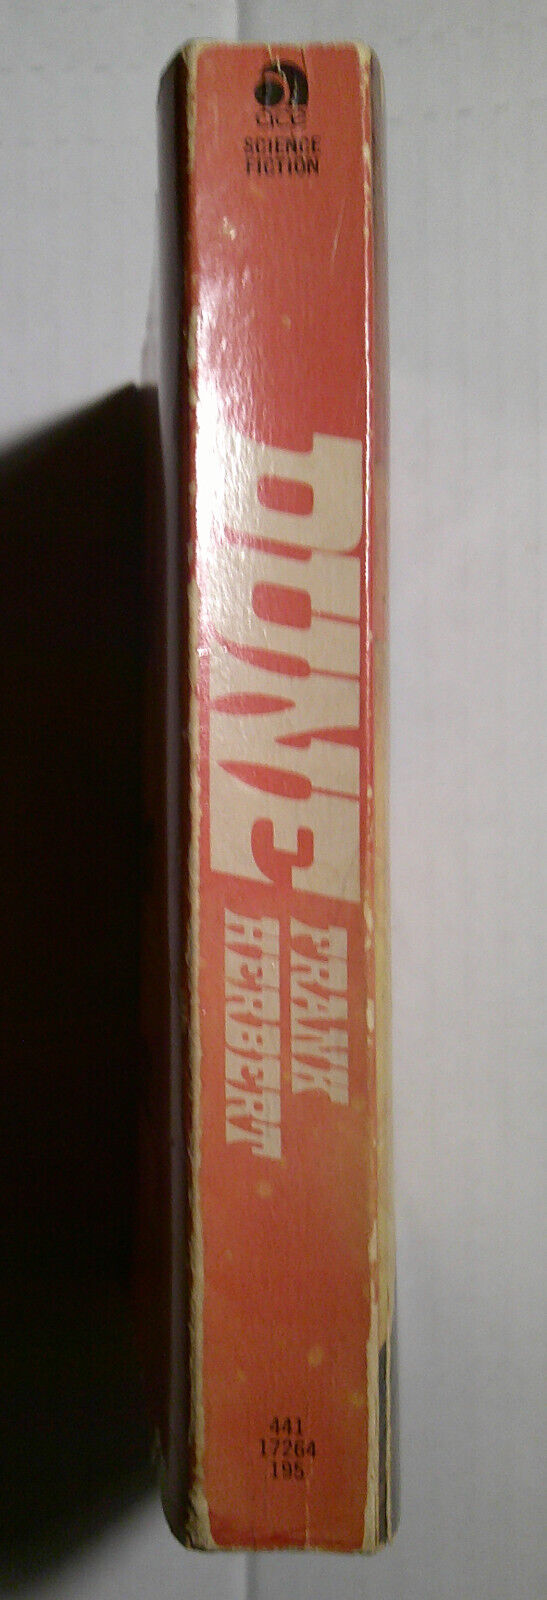 ace
SCIENCE
FICTION
DUNE
FRANK
HERBERT
441
17264
195